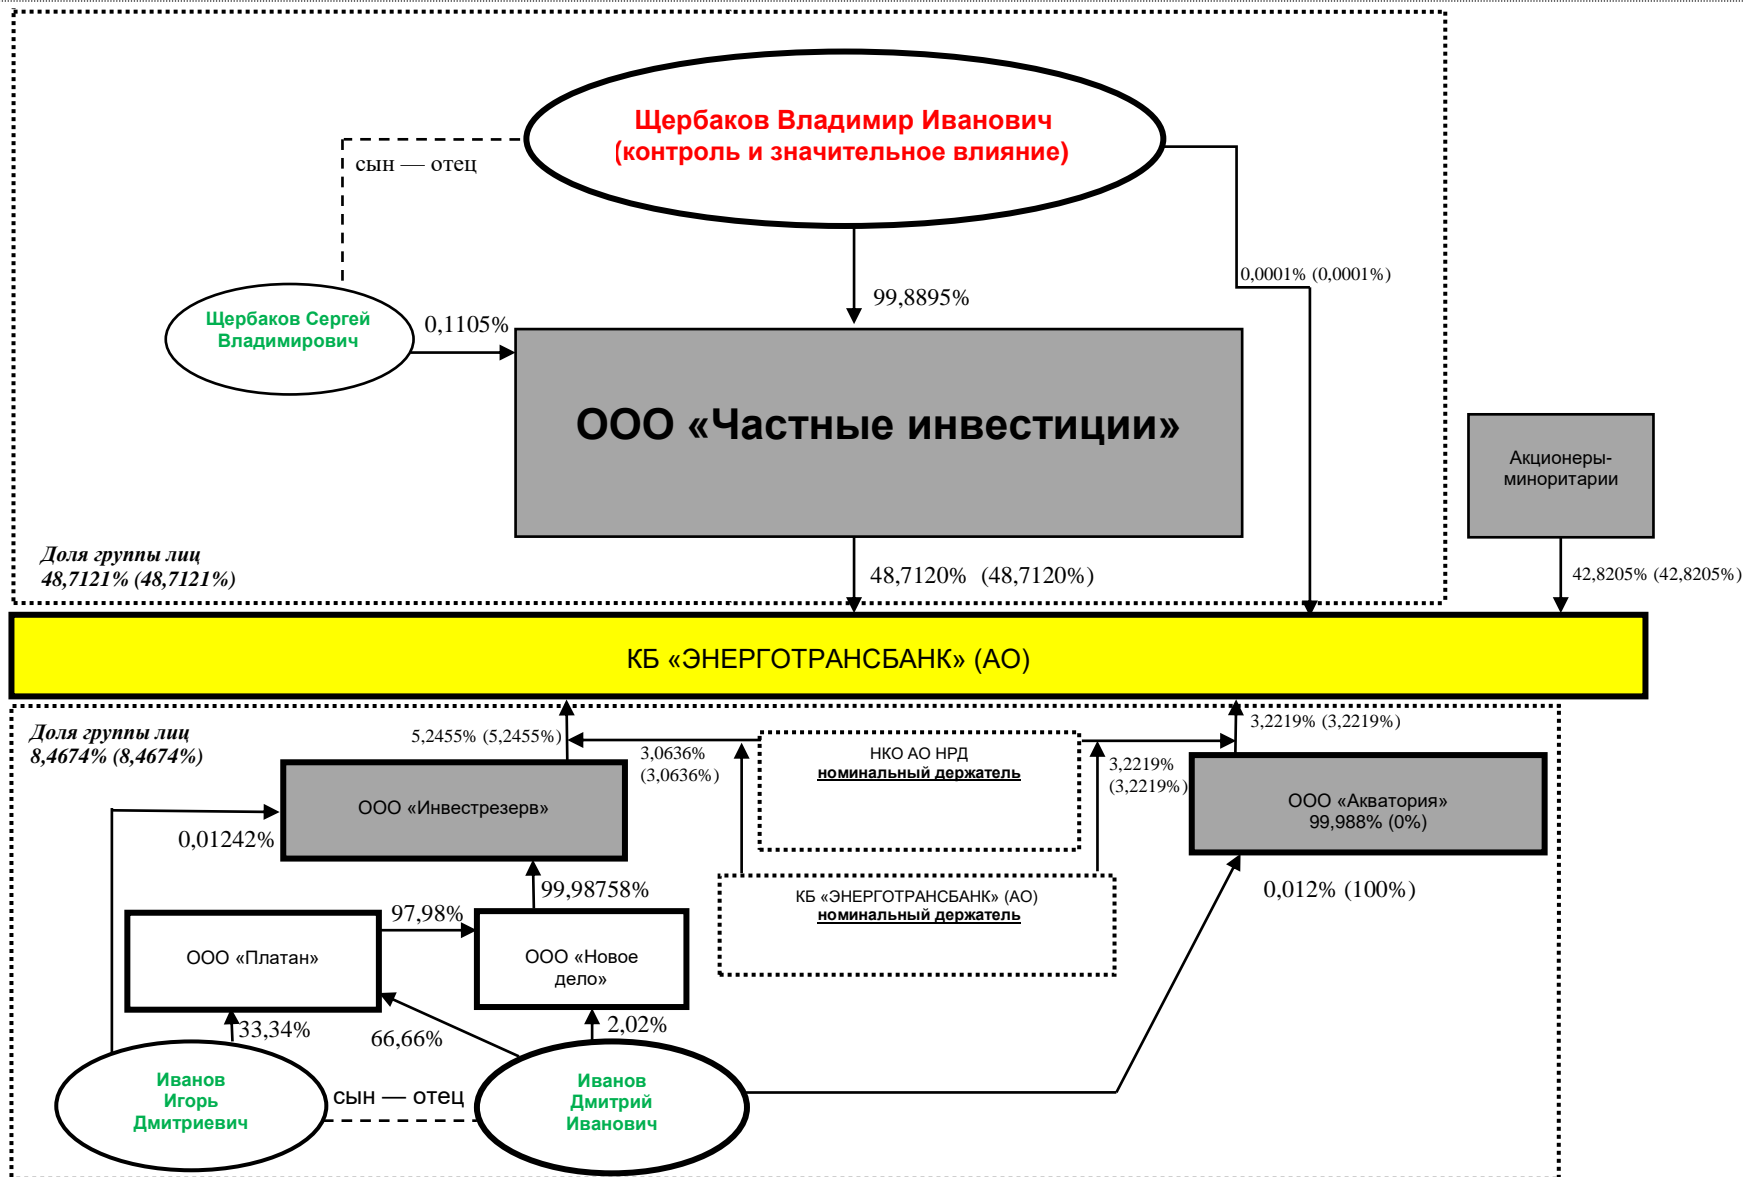 Щербаков Владимир Иванович
(контроль и значительное влияние)
сын — отец
0,0001% (0,0001%)
99,8895%
Щербаков Сергей
Владимирович
0,1105%
ООО «Частные инвестиции»
Акционеры-
миноритарии
Доля группы лиц
48,7121% (48,7121%)
48,7120% (48,7120%)
42,8205% (42,8205%)
КБ «ЭНЕРГОТРАНСБАНК» (АО)
Доля группы лиц
8,4674% (8,4674%)
5,2455% (5,2455%)
3,0636%
(3,0636%)
НКО АО НРД
номинальный держатель
3,2219% (3,2219%)
3,2219%
(3,2219%)
ООО «Инвестрезерв»
ООО «Акватория»
99,988% (0%)
0,01242%
99,98758%
КБ «ЭНЕРГОТРАНСБАНК» (АО)
номинальный держатель
0,012% (100%)
97,98%
ООО «Платан»
ООО «Новое
дело»
33,34%
66,66%
2,02%
Иванов
Игорь
Дмитриевич
сын — отец
Иванов
Дмитрий
Иванович